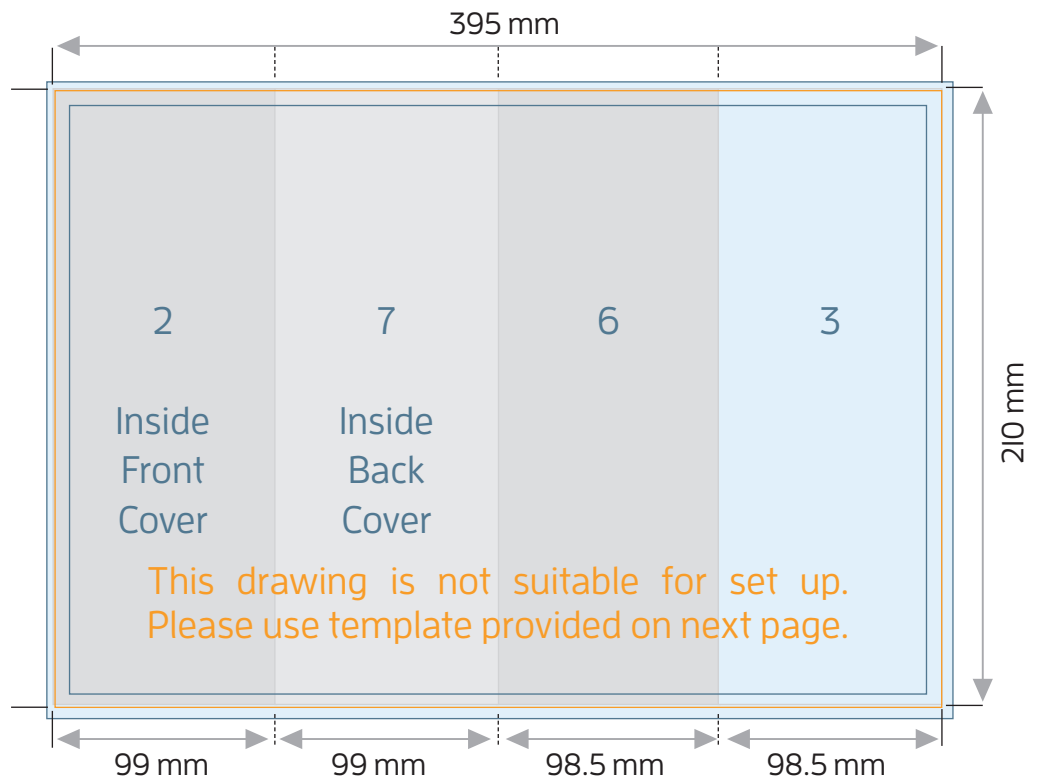 395 mm
2 7 6 3
210 mm
Inside Inside
Front Back
Cover Cover
This drawing is not suitable for set up.
Please use template provided on next page.
99 mm 99 mm 98.5 mm 98.5 mm